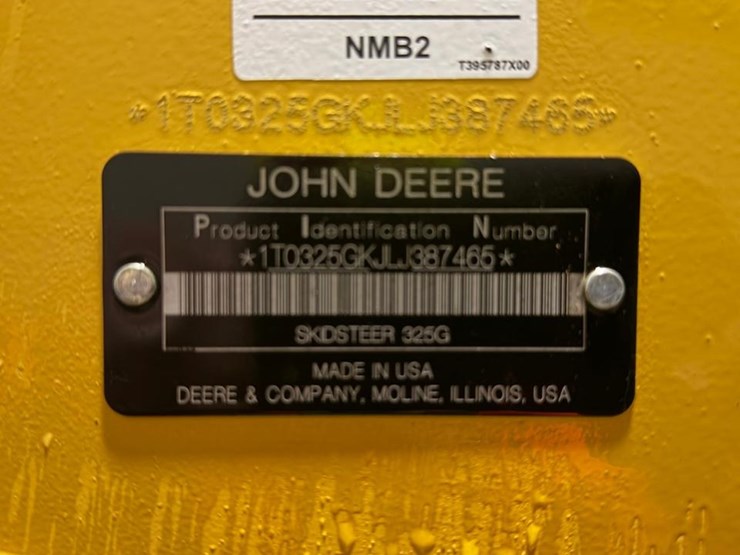 NMB2
T395787X00
*1T0325GKJLJ387465*
JOHN DEERE
Product Identification Number
*1T0325GKJLJ387465*
SKIDSTEER 325G
MADE IN USA
DEERE & COMPANY, MOLINE, ILLINOIS, USA